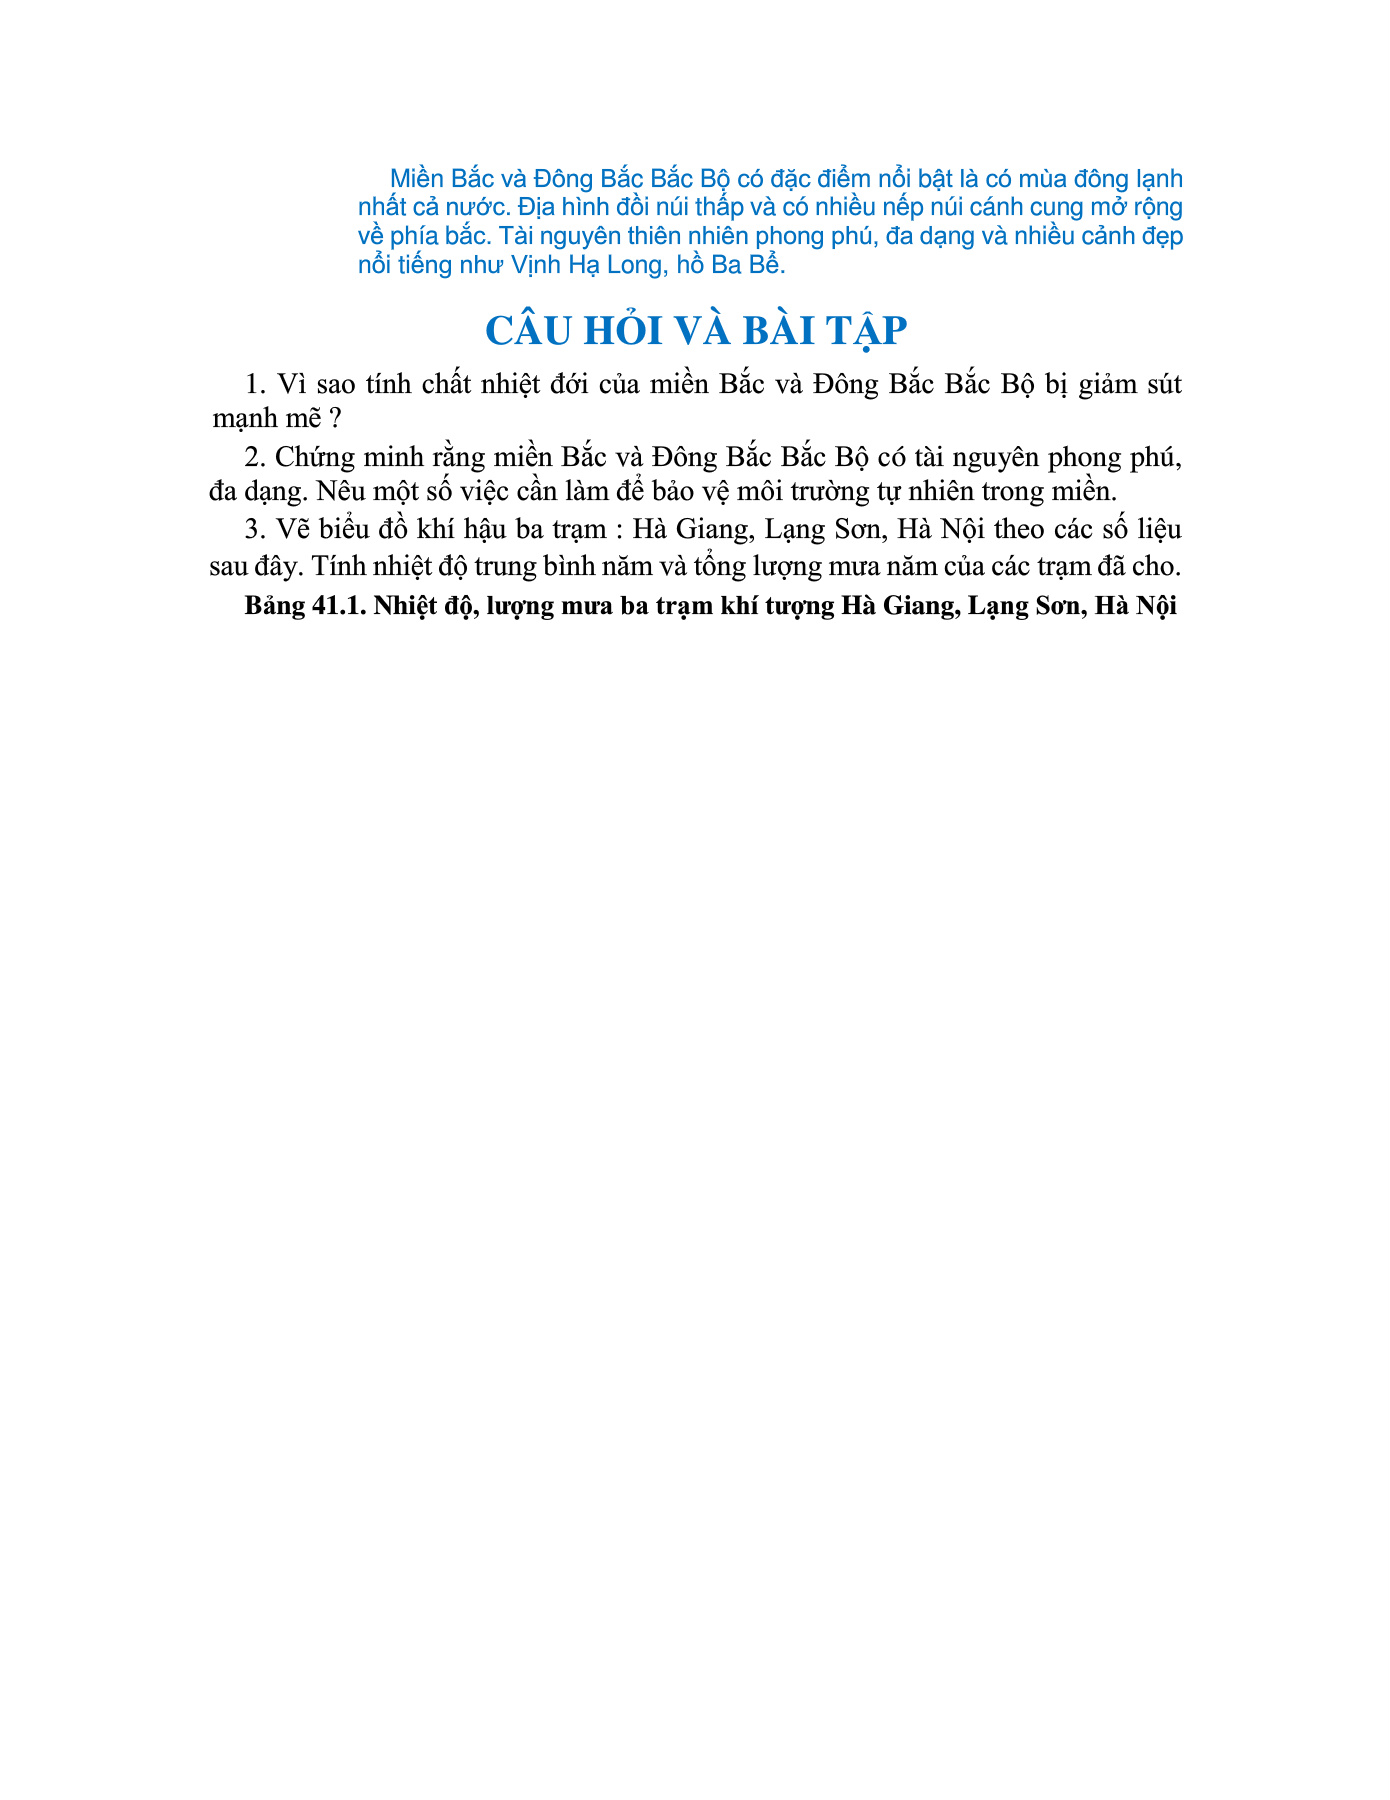 Miền Bắc và Đông Bắc Bắc Bộ có đặc điểm nổi bật là có mùa đông lạnh
nhất cả nước. Địa hình đồi núi thấp và có nhiều nếp núi cánh cung mở rộng
về phía bắc. Tài nguyên thiên nhiên phong phú, đa dạng và nhiều cảnh đẹp
nổi tiếng như Vịnh Hạ Long, hồ Ba Bể.
CÂU HỎI VÀ BÀI TẬP
1. Vì sao tính chất nhiệt đới của miền Bắc và Đông Bắc Bắc Bộ bị giảm sút
mạnh mẽ ?
2. Chứng minh rằng miền Bắc và Đông Bắc Bắc Bộ có tài nguyên phong phú,
đa dạng. Nêu một số việc cần làm để bảo vệ môi trường tự nhiên trong miền.
3. Vẽ biểu đồ khí hậu ba trạm : Hà Giang, Lạng Sơn, Hà Nội theo các số liệu
sau đây. Tính nhiệt độ trung bình năm và tổng lượng mưa năm của các trạm đã cho.
Bảng 41.1. Nhiệt độ, lượng mưa ba trạm khí tượng Hà Giang, Lạng Sơn, Hà Nội